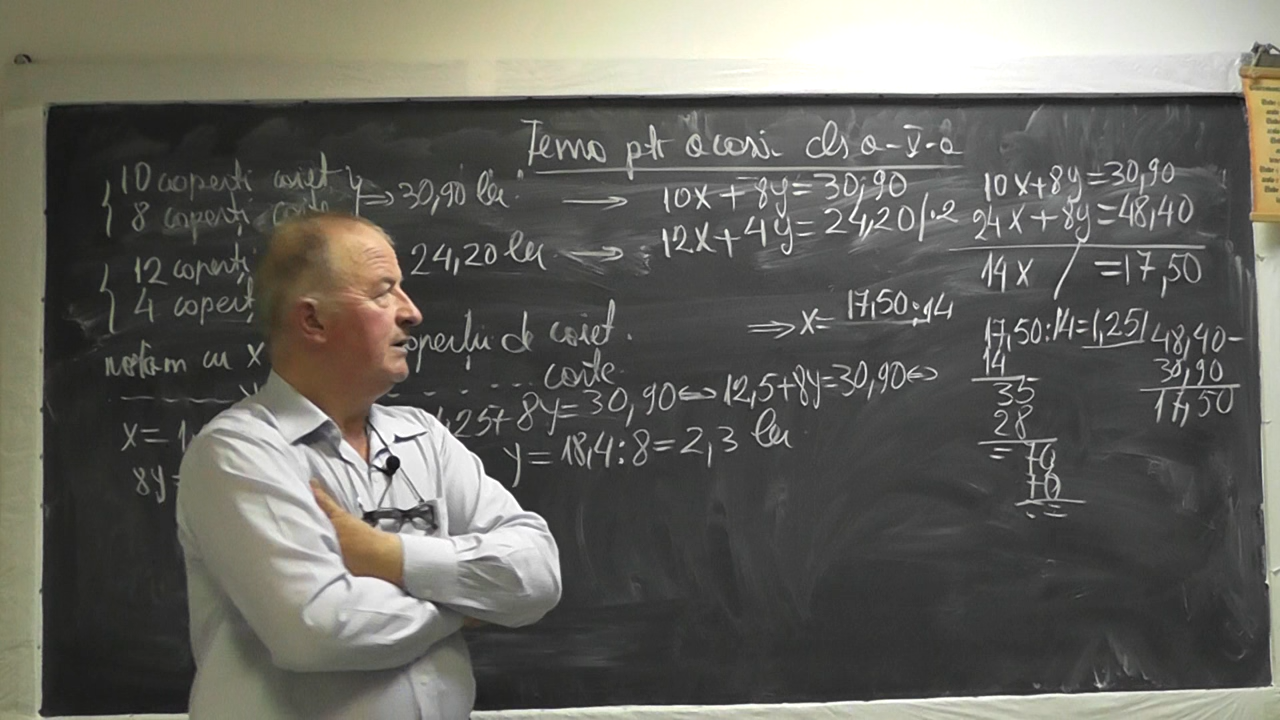 Tema ptr acasă cls a-V-a
10 coperți caiet
8 coperți carte
=> 30,90 lei → 10x + 8y = 30,90
12 coperți
4 coperț
24,20 lei → 12x + 4y = 24,20 /·2
notăm cu x coperții de caiet.
y carte
10x + 8y = 30,90
24x + 8y = 48,40
14x / = 17,50
=> x = 17,50 : 14
17,50 : 14 = 1,25
14
35
28
= 70
70
. =
48,40 -
30,90
17,50
x = 1,
,25 + 8y = 30,90 <=> 12,5 + 8y = 30,90 <=>
8y =
y = 18,4 : 8 = 2,3 lei